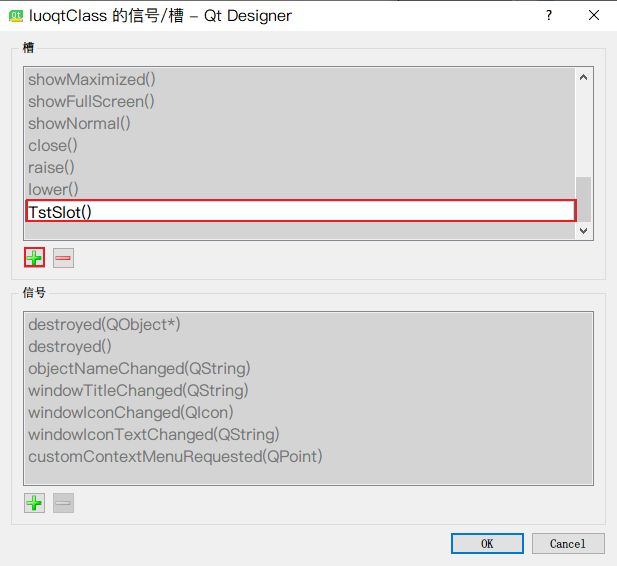 Qt luoqtClass 的信号/槽 – Qt Designer ?
槽
showMaximized()
showFullScreen()
showNormal()
close()
raise()
lower()
TstSlot()
信号
destroyed(QObject*)
destroyed()
objectNameChanged(QString)
windowTitleChanged(QString)
windowIconChanged(QIcon)
windowIconTextChanged(QString)
customContextMenuRequested(QPoint)
OK Cancel